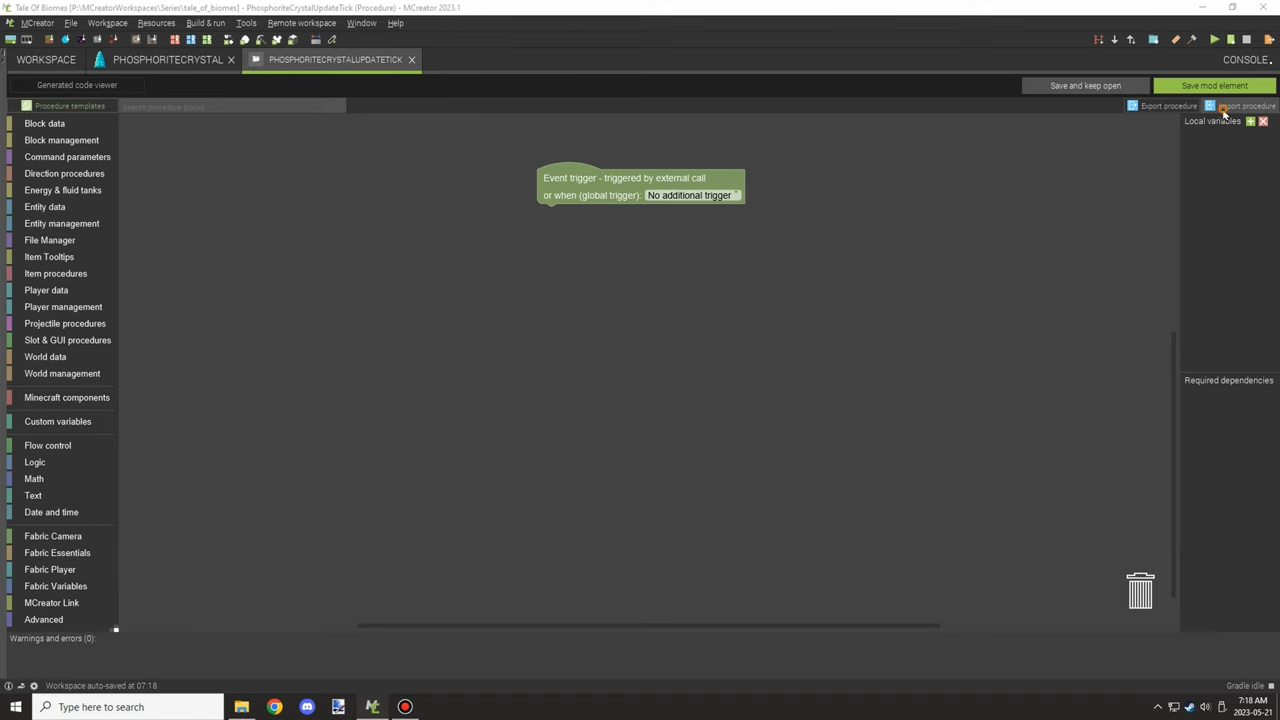 Tale Of Biomes [P:\MCreatorWorkspaces\Series\tale_of_biomes] - PhosphoriteCrystalUpdateTick (Procedure) - MCreator 2023.1
MCreator File Workspace Resources Build & run Tools Remote workspace Window Help
WORKSPACE PHOSPHORITECRYSTAL PHOSPHORITECRYSTALUPDATETICK CONSOLE
Generated code viewer Save and keep open Save mod element
Procedure templates Search procedure blocks Export procedure Import procedure
Local variables
Block data
Block management
Command parameters
Direction procedures
Energy & fluid tanks
Entity data
Entity management
File Manager
Item Tooltips
Item procedures
Player data
Player management
Projectile procedures
Slot & GUI procedures
World data
World management
Minecraft components
Custom variables
Flow control
Logic
Math
Text
Date and time
Fabric Camera
Fabric Essentials
Fabric Player
Fabric Variables
MCreator Link
Advanced
Event trigger - triggered by external call
or when (global trigger): No additional trigger
Required dependencies
Warnings and errors (0):
Workspace auto-saved at 07:18 Gradle idle
Type here to search
7:18 AM
2023-05-21